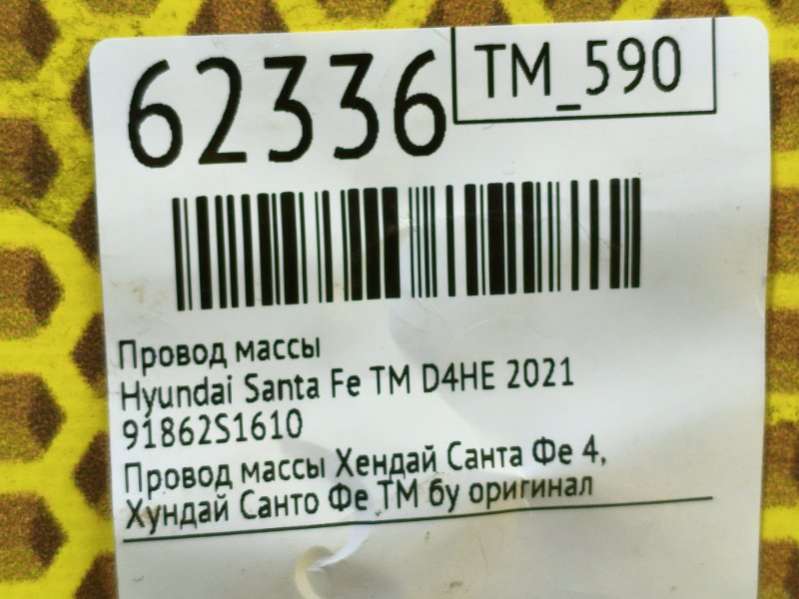 62336
TM_590
Провод массы
Hyundai Santa Fe TM D4HE 2021
91862S1610
Провод массы Хендай Санта Фе 4,
Хундай Санто Фе ТМ бу оригинал